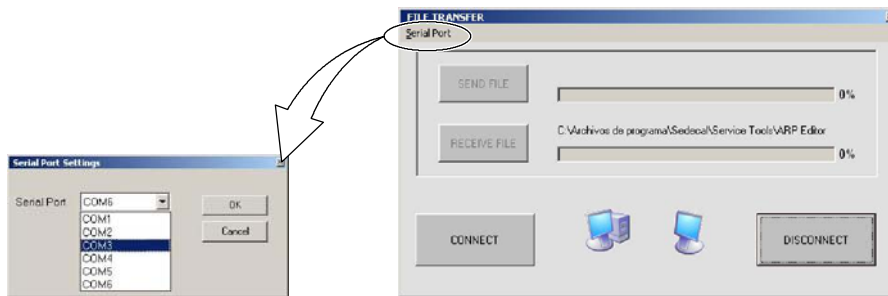 FILE TRANSFER
Serial Port
SEND FILE
0%
C:\Archivos de programa\Sedecal\Service Tools\ARP Editor
RECEIVE FILE
0%
CONNECT
DISCONNECT
Serial Port Settings
Serial Port
COM6
OK
COM1
COM2
Cancel
COM3
COM4
COM5
COM6